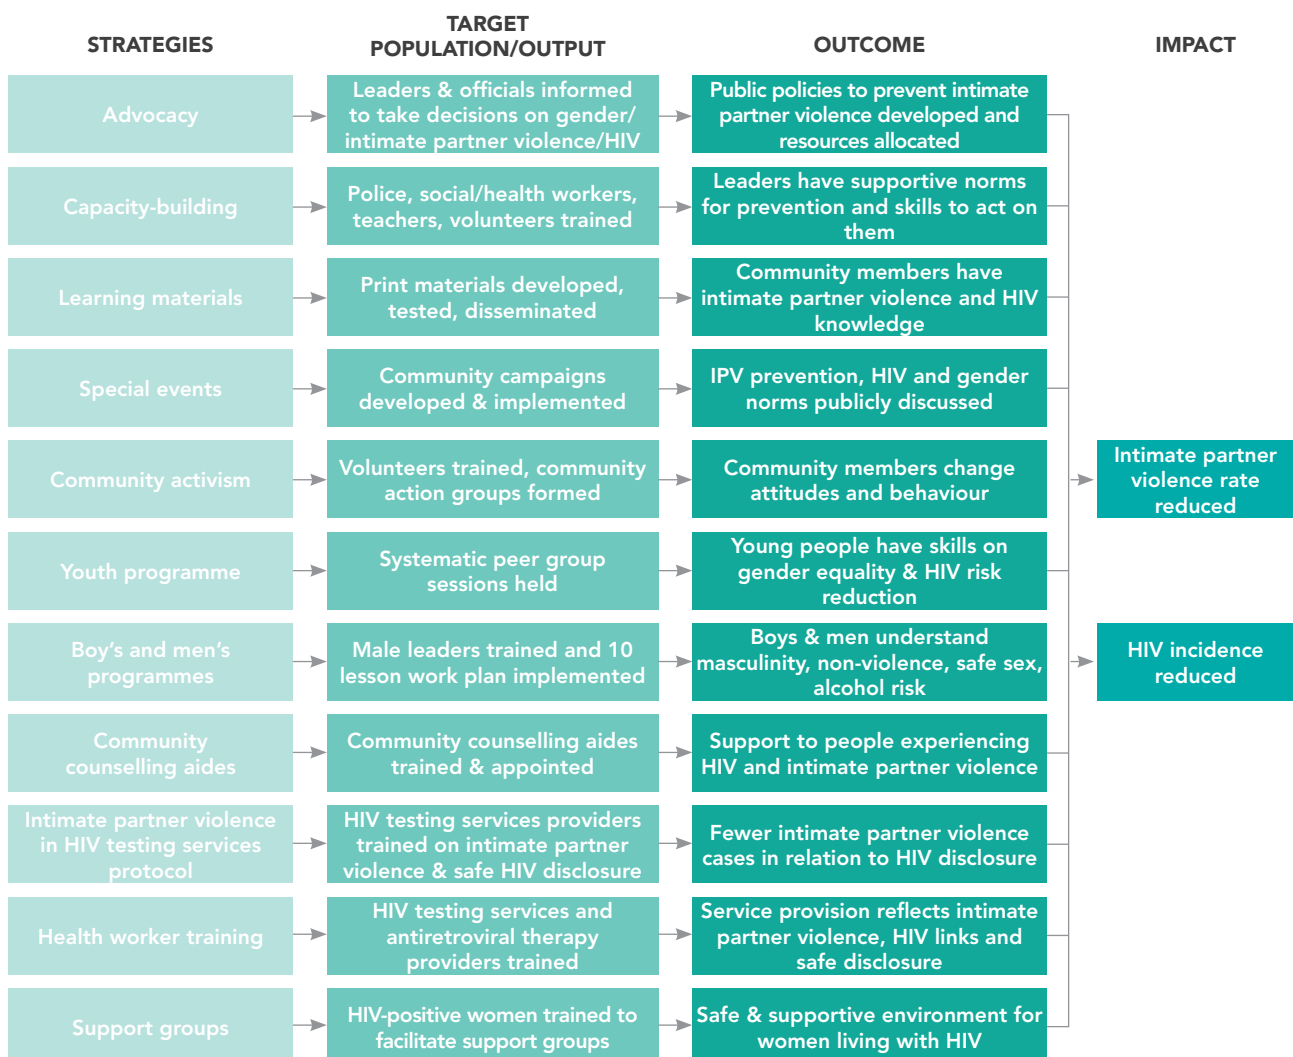 STRATEGIES
TARGET
POPULATION/OUTPUT
OUTCOME
IMPACT
Advocacy
Leaders & officials informed
to take decisions on gender/
intimate partner violence/HIV
Public policies to prevent intimate
partner violence developed and
resources allocated
Capacity-building
Police, social/health workers,
teachers, volunteers trained
Leaders have supportive norms
for prevention and skills to act on
them
Learning materials
Print materials developed,
tested, disseminated
Community members have
intimate partner violence and HIV
knowledge
Special events
Community campaigns
developed & implemented
IPV prevention, HIV and gender
norms publicly discussed
Community activism
Volunteers trained, community
action groups formed
Community members change
attitudes and behaviour
Intimate partner
violence rate
reduced
Youth programme
Systematic peer group
sessions held
Young people have skills on
gender equality & HIV risk
reduction
Boy's and men's
programmes
Male leaders trained and 10
lesson work plan implemented
Boys & men understand
masculinity, non-violence, safe sex,
alcohol risk
HIV incidence
reduced
Community
counselling aides
Community counselling aides
trained & appointed
Support to people experiencing
HIV and intimate partner violence
Intimate partner violence
in HIV testing services
protocol
HIV testing services providers
trained on intimate partner
violence & safe HIV disclosure
Fewer intimate partner violence
cases in relation to HIV disclosure
Health worker training
HIV testing services and
antiretroviral therapy
providers trained
Service provision reflects intimate
partner violence, HIV links and
safe disclosure
Support groups
HIV-positive women trained to
facilitate support groups
Safe & supportive environment for
women living with HIV